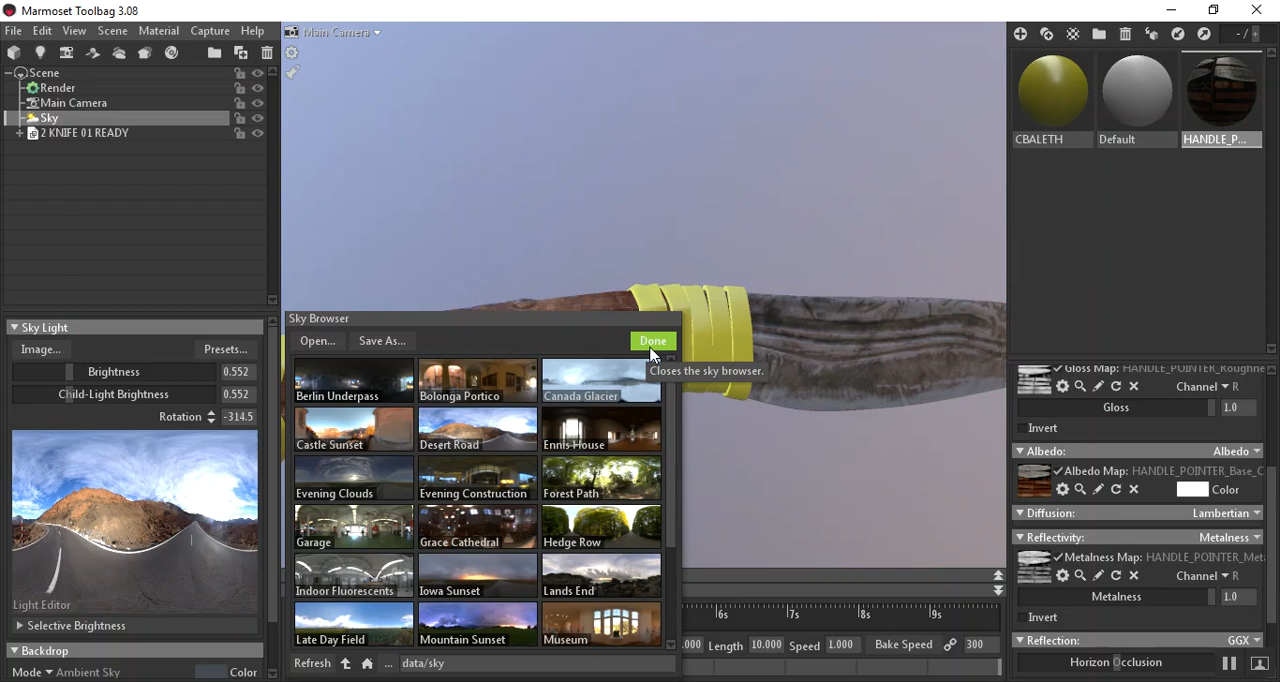 Marmoset Toolbag 3.08
File Edit View Scene Material Capture Help
Main Camera
- / +
Scene
Render
Main Camera
Sky
2 KNIFE 01 READY
CBALETH
Default
HANDLE_P...
Sky Light
Image...
Presets...
Brightness 0.552
Child-Light Brightness 0.552
Rotation -314.5
Light Editor
Selective Brightness
Backdrop
Mode Ambient Sky Color
Sky Browser
Open... Save As... Done
Closes the sky browser.
Berlin Underpass
Bolonga Portico
Canada Glacier
Castle Sunset
Desert Road
Ennis-House
Evening Clouds
Evening Construction
Forest Path
Garage
Grace Cathedral
Hedge Row
Indoor Fluorescents
Iowa Sunset
Lands End
Late Day Field
Mountain Sunset
Museum
Refresh ... data/sky
6s 7s 8s 9s
.000 Length 10.000 Speed 1.000 Bake Speed 300
Gloss Map: HANDLE_POINTER_Roughne
Channel R
Gloss 1.0
Invert
Albedo: Albedo
Albedo Map: HANDLE_POINTER_Base_C
Color
Diffusion: Lambertian
Reflectivity: Metalness
Metalness Map: HANDLE_POINTER_Met
Channel R
Metalness 1.0
Invert
Reflection: GGX
Horizon Occlusion